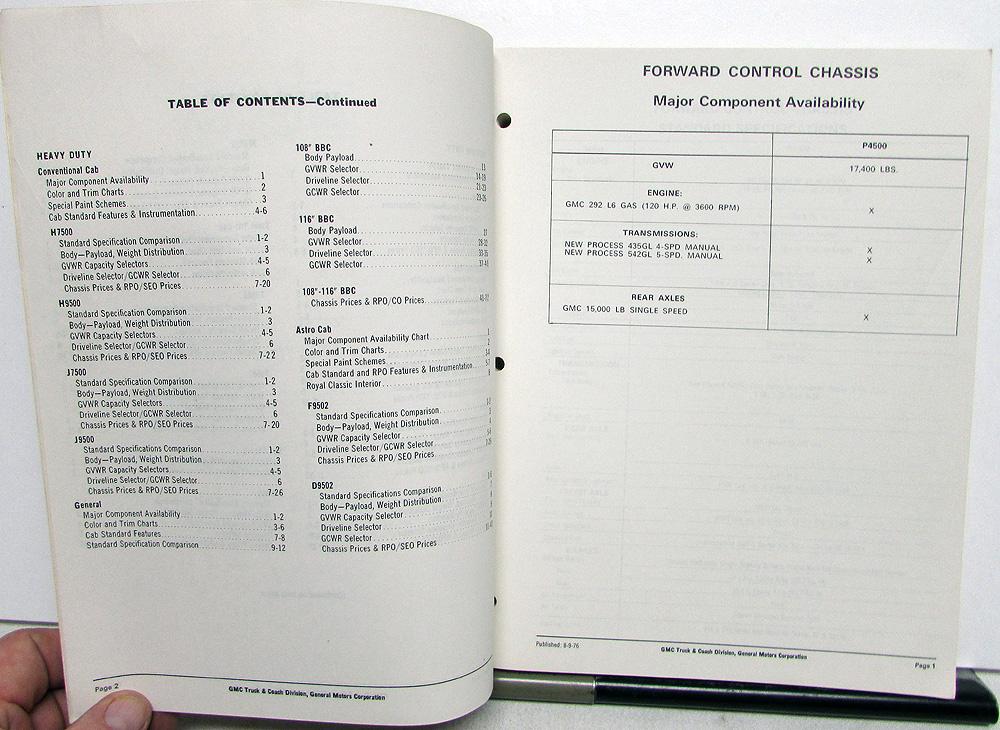 TABLE OF CONTENTS—Continued
HEAVY DUTY
Conventional Cab
Major Component Availability 1
Color and Trim Charts 2
Special Paint Schemes 3
Cab Standard Features & Instrumentation 4-6
H7500
Standard Specification Comparison 1-2
Body—Payload, Weight Distribution 3
GVWR Capacity Selectors 4-5
Driveline Selector/GCWR Selector 6
Chassis Prices & RPO/SEO Prices 7-20
H9500
Standard Specification Comparison 1-2
Body—Payload, Weight Distribution 3
GVWR Capacity Selectors 4-5
Driveline Selector/GCWR Selector 6
Chassis Prices & RPO/SEO Prices 7-22
J7500
Standard Specification Comparison 1-2
Body—Payload, Weight Distribution 3
GVWR Capacity Selectors 4-5
Driveline Selector/GCWR Selector 6
Chassis Prices & RPO/SEO Prices 7-20
J9500
Standard Specifications Comparison 1-2
Body—Payload, Weight Distribution 3
GVWR Capacity Selectors 4-5
Driveline Selector/GCWR Selector 6
Chassis Prices & RPO/SEO Prices 7-26
General
Major Component Availability 1-2
Color and Trim Charts 3-6
Cab Standard Features 7-8
Standard Specification Comparison 9-12
108" BBC
Body Payload 11
GVWR Selector
Driveline Selector
GCWR Selector
116" BBC
Body Payload
GVWR Selector
Driveline Selector
GCWR Selector
108"-116" BBC
Chassis Prices & RPO/CO Prices
Astro Cab
Major Component Availability Chart 1
Color and Trim Charts 2
Special Paint Schemes
Cab Standard and RPO Features & Instrumentation
Royal Classic Interior
F9502
Standard Specifications Comparison
Body—Payload, Weight Distribution
GVWR Capacity Selector
Driveline Selector/GCWR Selector
Chassis Prices & RPO/SEO Prices
D9502
Standard Specifications Comparison
Body—Payload, Weight Distribution
GVWR Capacity Selector
Driveline Selector
GCWR Selector
Chassis Prices & RPO/SEO Prices
Page 2
GMC Truck & Coach Division, General Motors Corporation
FORWARD CONTROL CHASSIS
Major Component Availability
P4500
GVW 17,400 LBS.
ENGINE:
GMC 292 L6 GAS (120 H.P. @ 3600 RPM) X
TRANSMISSIONS:
NEW PROCESS 435GL 4-SPD MANUAL X
NEW PROCESS 542GL 5-SPD. MANUAL X
REAR AXLES
GMC 15,000 LB SINGLE SPEED X
Published: 8-9-76
GMC Truck & Coach Division, General Motors Corporation
Page 1